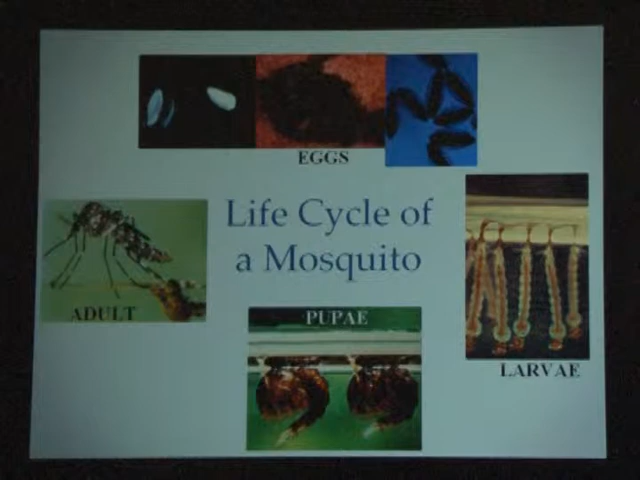 EGGS
Life Cycle of
a Mosquito
ADULT
PUPAE
LARVAE